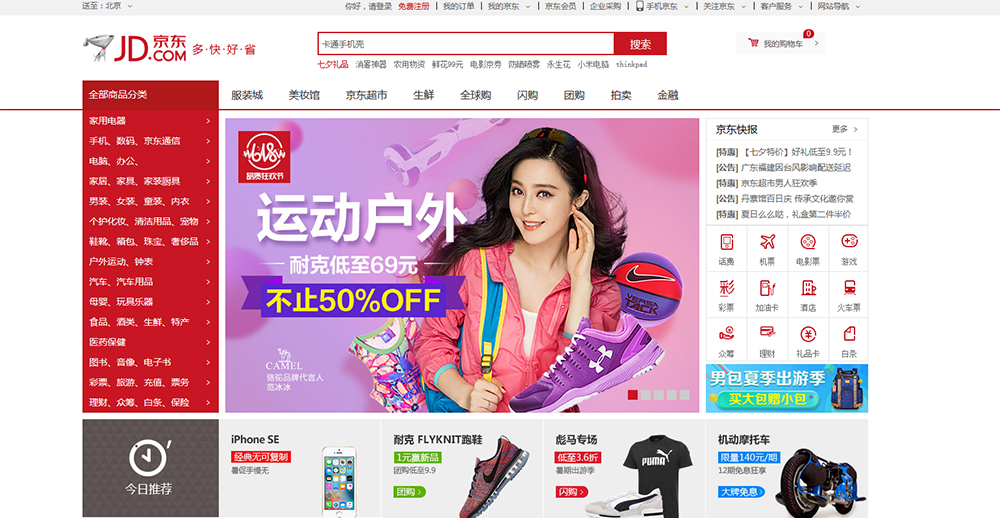 送至：北京
你好，请登录 免费注册 我的订单 我的京东 京东会员 企业采购 手机京东 关注京东 客户服务 网站导航
JD.COM 京东
多·快·好·省
卡通手机壳
搜索
0
我的购物车 >
七夕礼品 消暑神器 农用物资 鲜花99元 电影京券 防晒喷雾 永生花 小米电脑 thinkpad
全部商品分类
服装城 美妆馆 京东超市 生鲜 全球购 闪购 团购 拍卖 金融
家用电器 >
手机、数码、京东通信 >
电脑、办公、 >
家居、家具、家装厨具 >
男装、女装、童装、内衣 >
个护化妆、清洁用品、宠物 >
鞋靴、箱包、珠宝、奢侈品 >
户外运动、钟表 >
汽车、汽车用品 >
母婴、玩具乐器 >
食品、酒类、生鲜、特产 >
医药保健 >
图书、音像、电子书 >
彩票、旅游、充值、票务 >
理财、众筹、白条、保险 >
618
品质狂欢节
运动户外
耐克低至69元
不止50%OFF
CAMEL
骆驼品牌代言人
范冰冰
京东快报
更多 >
[特惠] 【七夕特价】好礼低至9.9元！
[公告] 广东福建因台风影响配送延迟
[特惠] 京东超市男人狂欢季
[公告] 丹寨馆百日庆 传承文化邀你赏
[特惠] 夏日么么哒，礼盒第二件半价
话费 机票 电影票 游戏
彩
彩票 加油卡 酒店 火车票
众筹 理财 礼品卡 白条
男包夏季出游季
买大包赠小包
今日推荐
iPhone SE
经典无可复制
暑促手慢无
耐克 FLYKNIT跑鞋
1元赢新品
团购低至9.9
团购 >
彪马专场
低至3.6折
暑期出游季
闪购 >
PUMA
机动摩托车
限量140元/期
12期免息狂享
大牌免息 >